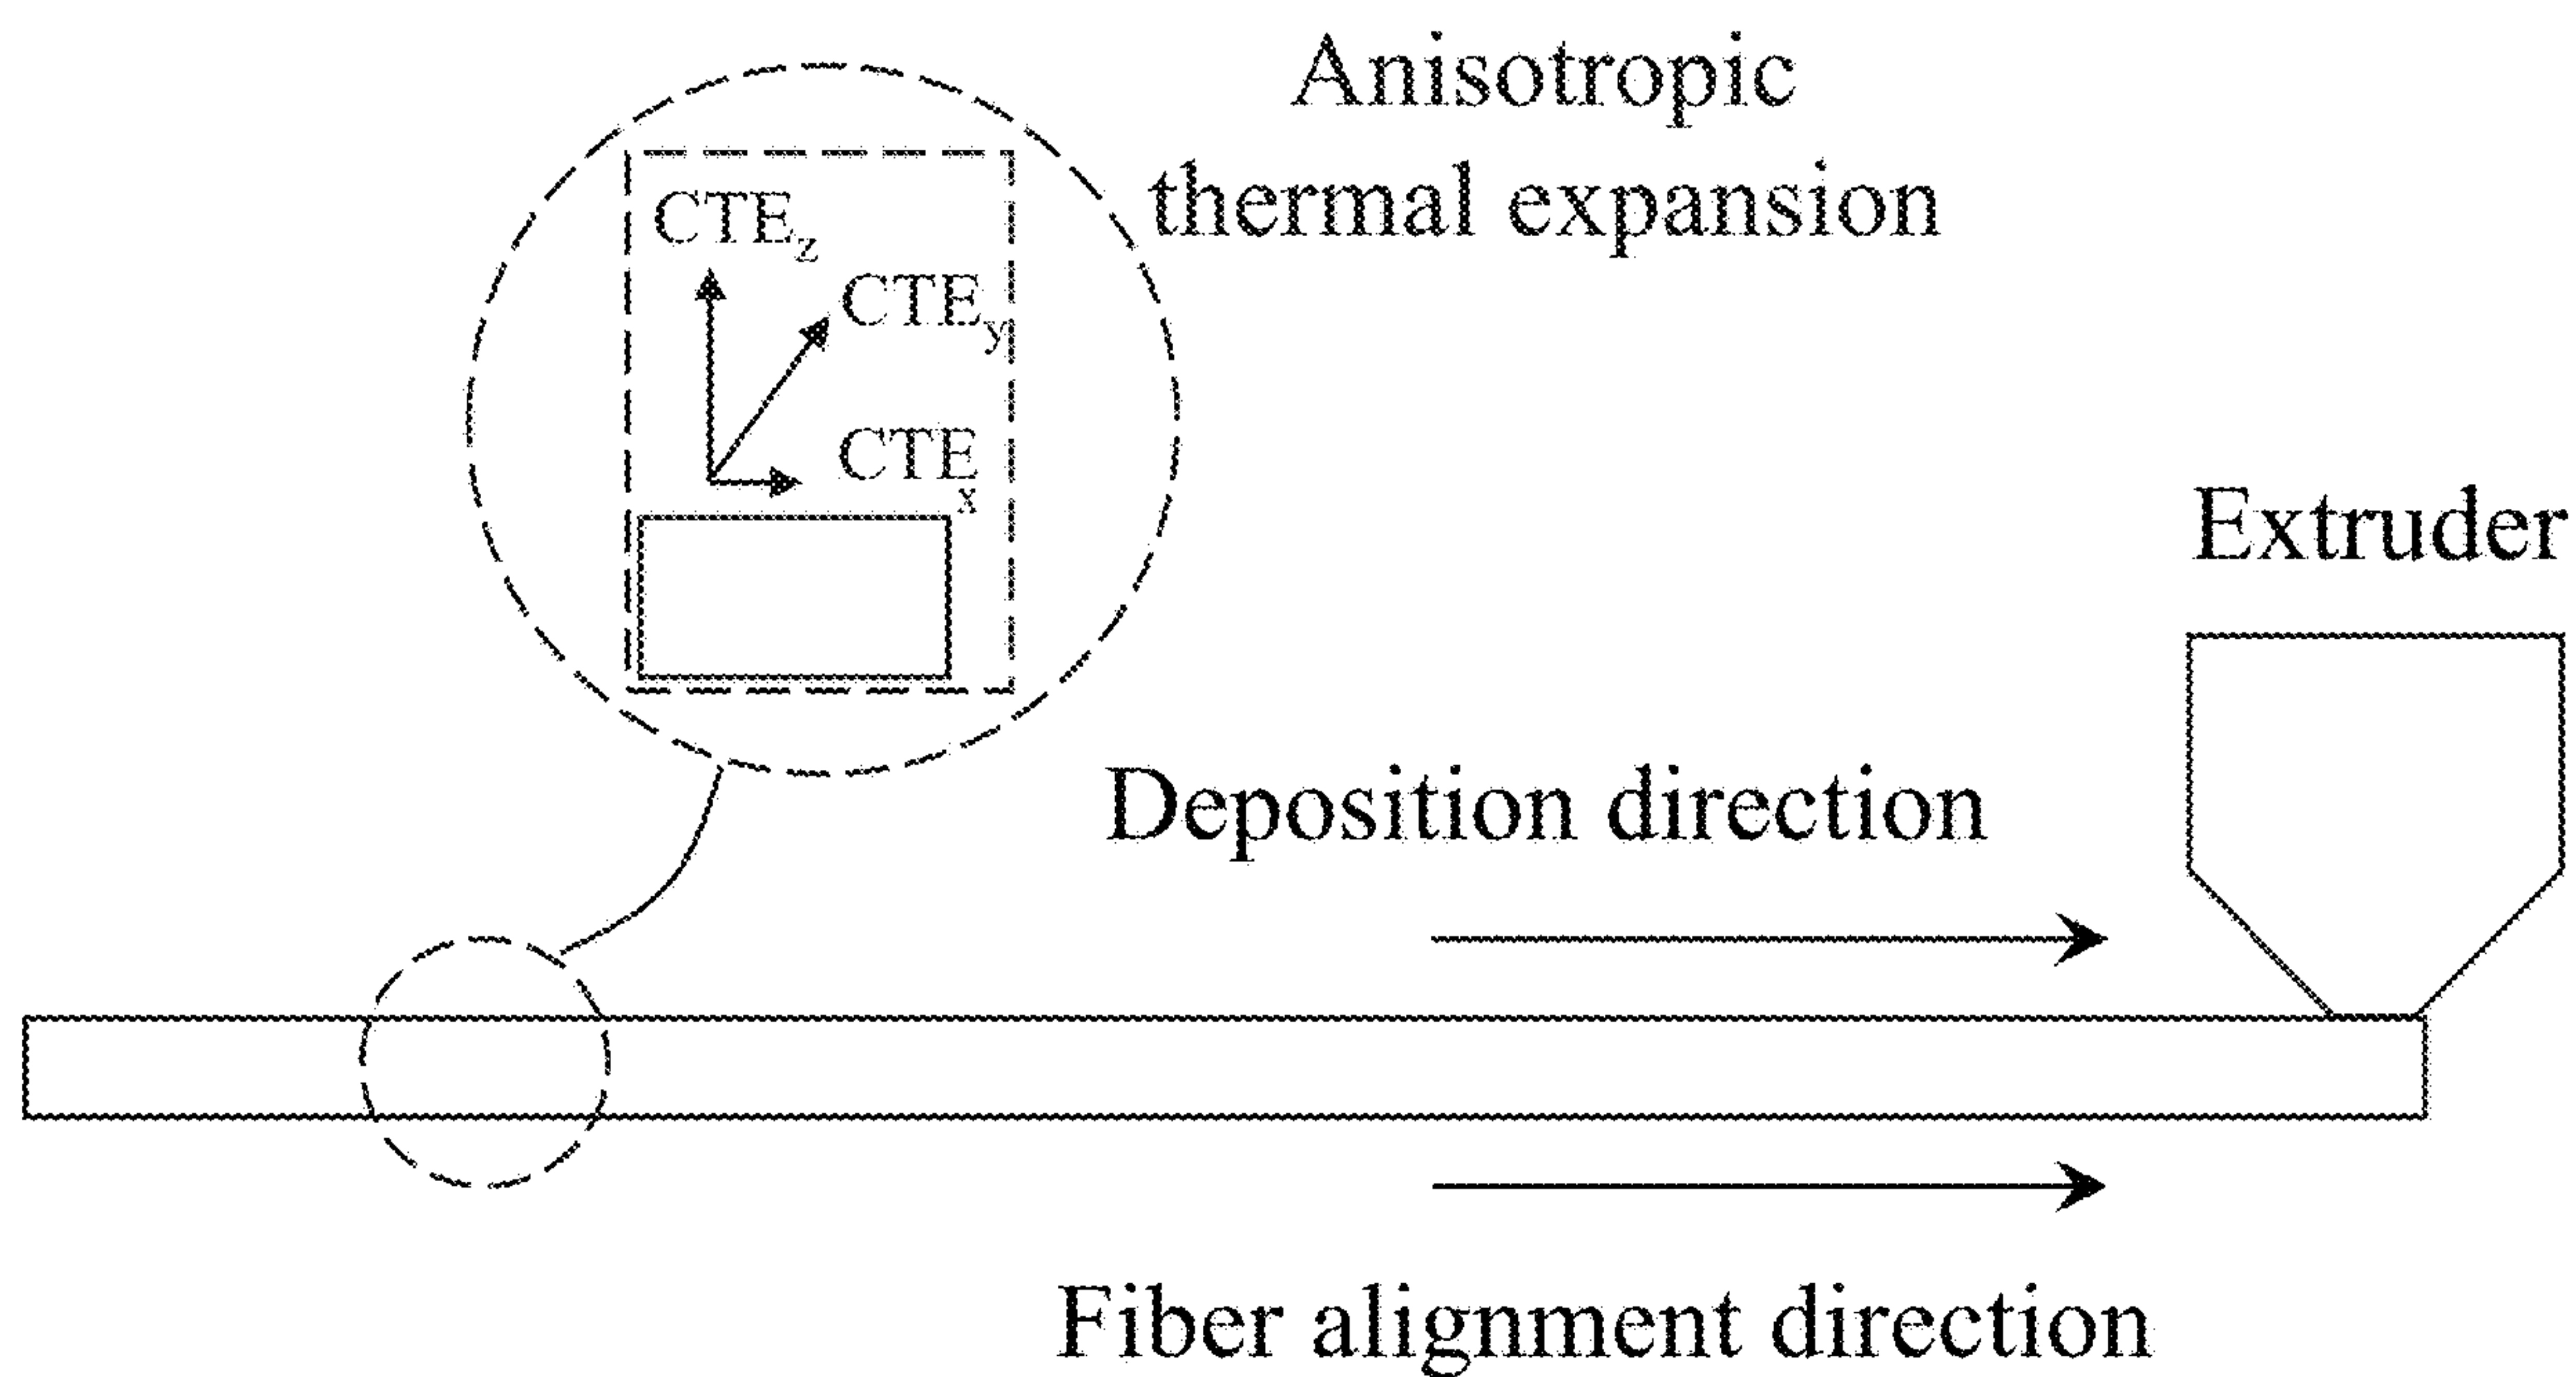 Anisotropic
thermal expansion
CTEz
CTEy
CTEx
Extruder
Deposition direction
Fiber alignment direction